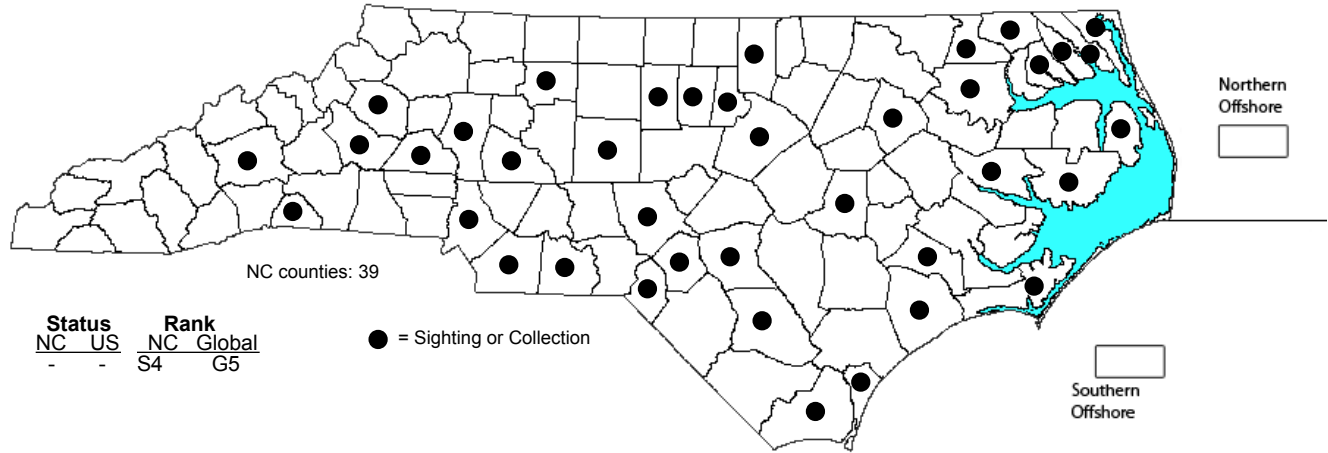 Northern
Offshore
NC counties: 39
Status Rank
NC US NC Global
- - S4 G5
= Sighting or Collection
Southern
Offshore